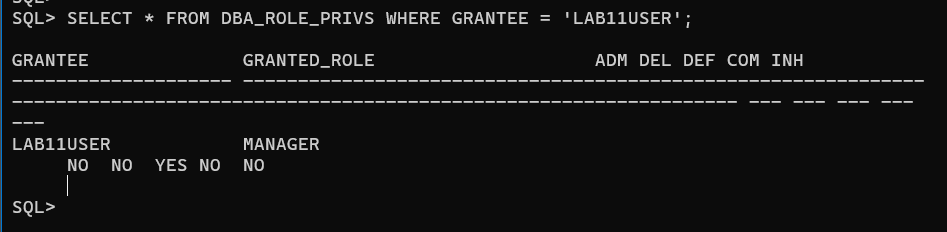 SQL>
SQL> SELECT * FROM DBA_ROLE_PRIVS WHERE GRANTEE = 'LAB11USER';
GRANTEE GRANTED_ROLE ADM DEL DEF COM INH
-------------------- --------------------------------------------------------------
------------------------------------------------------------------ --- --- --- ---
---
LAB11USER MANAGER
NO NO YES NO NO
SQL>